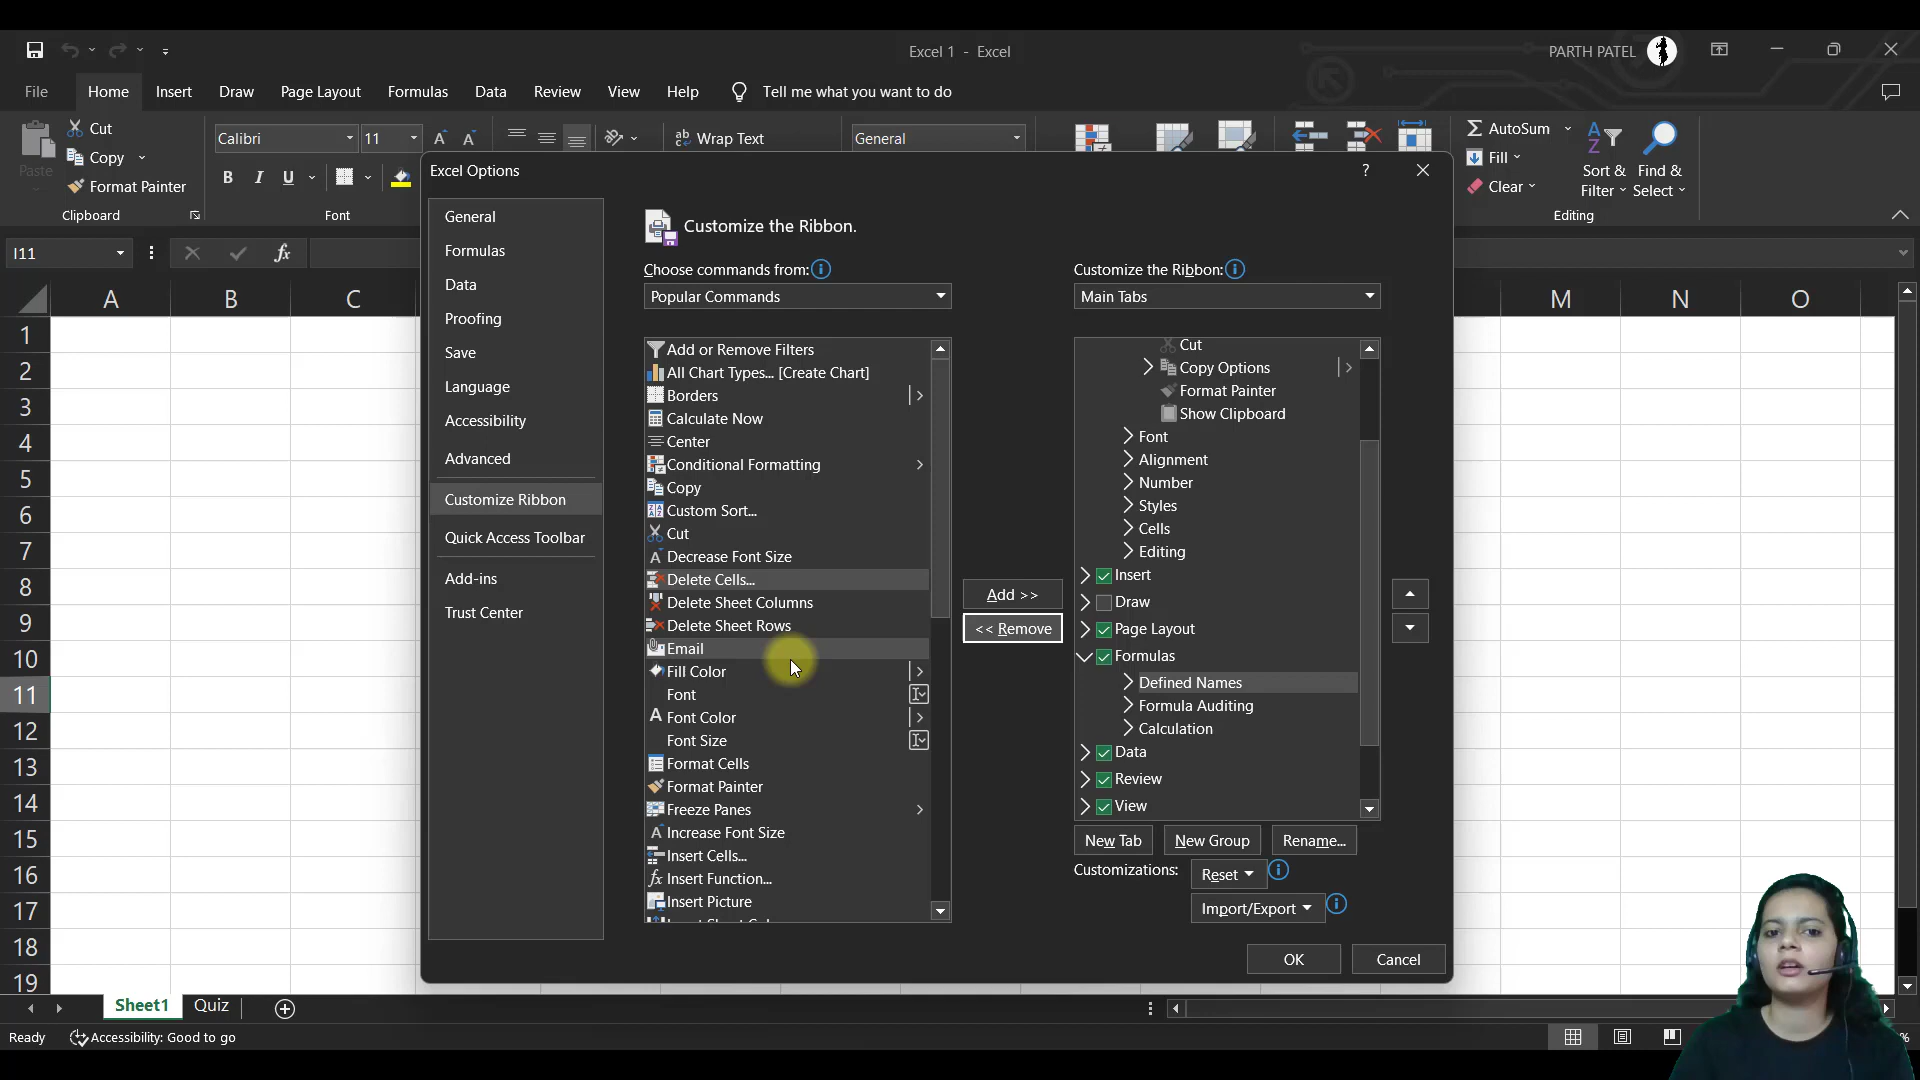 Excel 1 - Excel
PARTH PATEL
File Home Insert Draw Page Layout Formulas Data Review View Help Tell me what you want to do
Paste
Cut
Copy
Format Painter
Clipboard
Calibri 11
B I U
Font
ab Wrap Text
General
AutoSum
Fill
Clear
Sort & Filter
Find & Select
Editing
I11
fx
A B C M N O
1
2
3
4
5
6
7
8
9
10
11
12
13
14
15
16
17
18
19
Excel Options
?
General
Formulas
Data
Proofing
Save
Language
Accessibility
Advanced
Customize Ribbon
Quick Access Toolbar
Add-ins
Trust Center
Customize the Ribbon.
Choose commands from:
Popular Commands
Add or Remove Filters
All Chart Types... [Create Chart]
Borders
Calculate Now
Center
Conditional Formatting
Copy
Custom Sort...
Cut
Decrease Font Size
Delete Cells...
Delete Sheet Columns
Delete Sheet Rows
Email
Fill Color
Font
Font Color
Font Size
Format Cells
Format Painter
Freeze Panes
Increase Font Size
Insert Cells...
Insert Function...
Insert Picture
Add >>
<< Remove
Customize the Ribbon:
Main Tabs
Cut
Copy Options
Format Painter
Show Clipboard
Font
Alignment
Number
Styles
Cells
Editing
Insert
Draw
Page Layout
Formulas
Defined Names
Formula Auditing
Calculation
Data
Review
View
New Tab New Group Rename...
Customizations: Reset
Import/Export
OK Cancel
Sheet1 Quiz
Ready Accessibility: Good to go